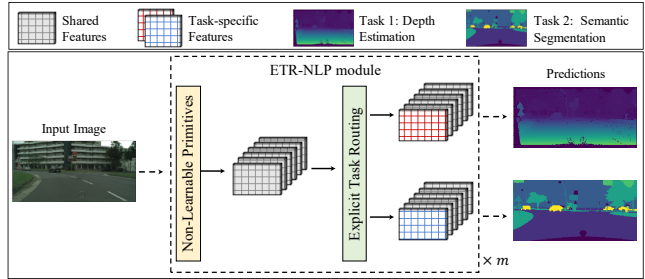 Shared
Features
Task-specific
Features
Task 1: Depth
Estimation
Task 2: Semantic
Segmentation
ETR-NLP module
Predictions
Input Image
Non-Learnable Primitives
Explicit Task Routing
× m